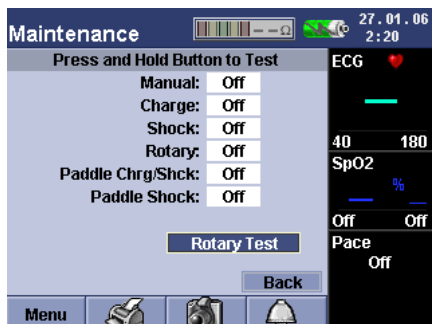 Maintenance
--Ω
27.01.06
2:20
Press and Hold Button to Test
Manual: Off
Charge: Off
Shock: Off
Rotary: Off
Paddle Chrg/Shck: Off
Paddle Shock: Off
Rotary Test
Back
Menu
ECG
40 180
SpO2
%
Off Off
Pace
Off